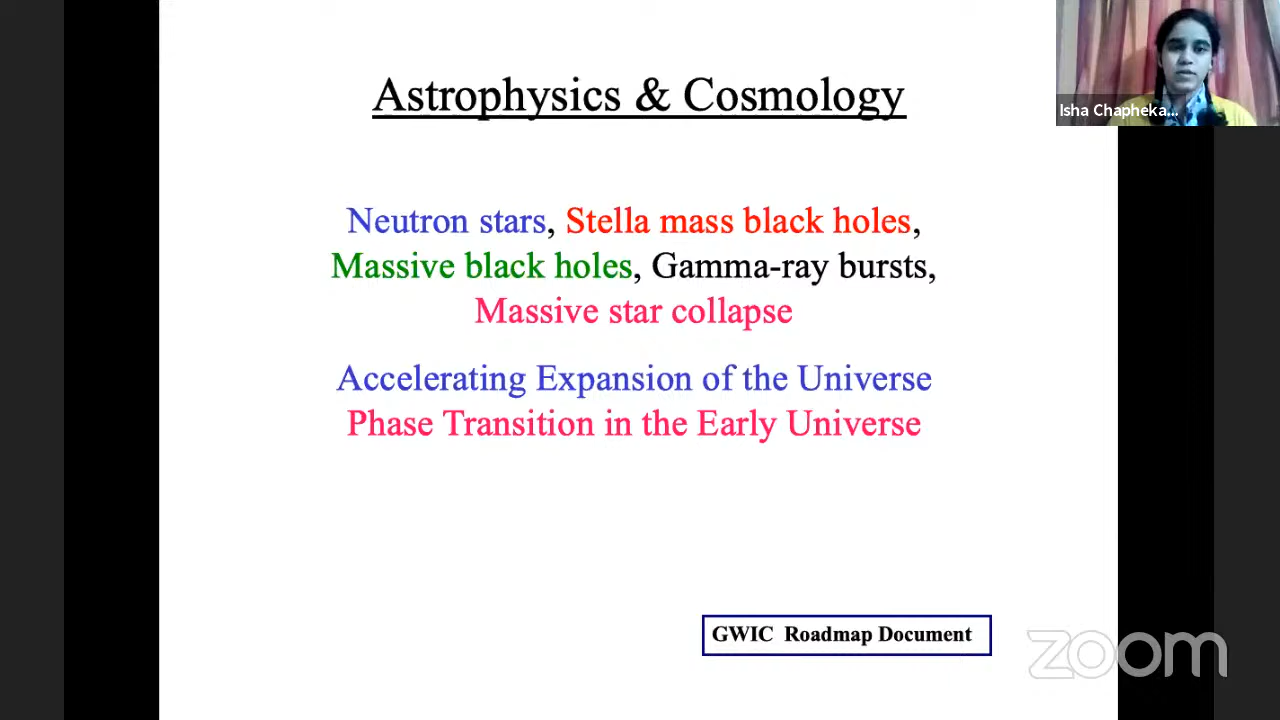 Astrophysics & Cosmology
Isha Chapheka...
Neutron stars, Stella mass black holes,
Massive black holes, Gamma-ray bursts,
Massive star collapse
Accelerating Expansion of the Universe
Phase Transition in the Early Universe
GWIC Roadmap Document
zoom